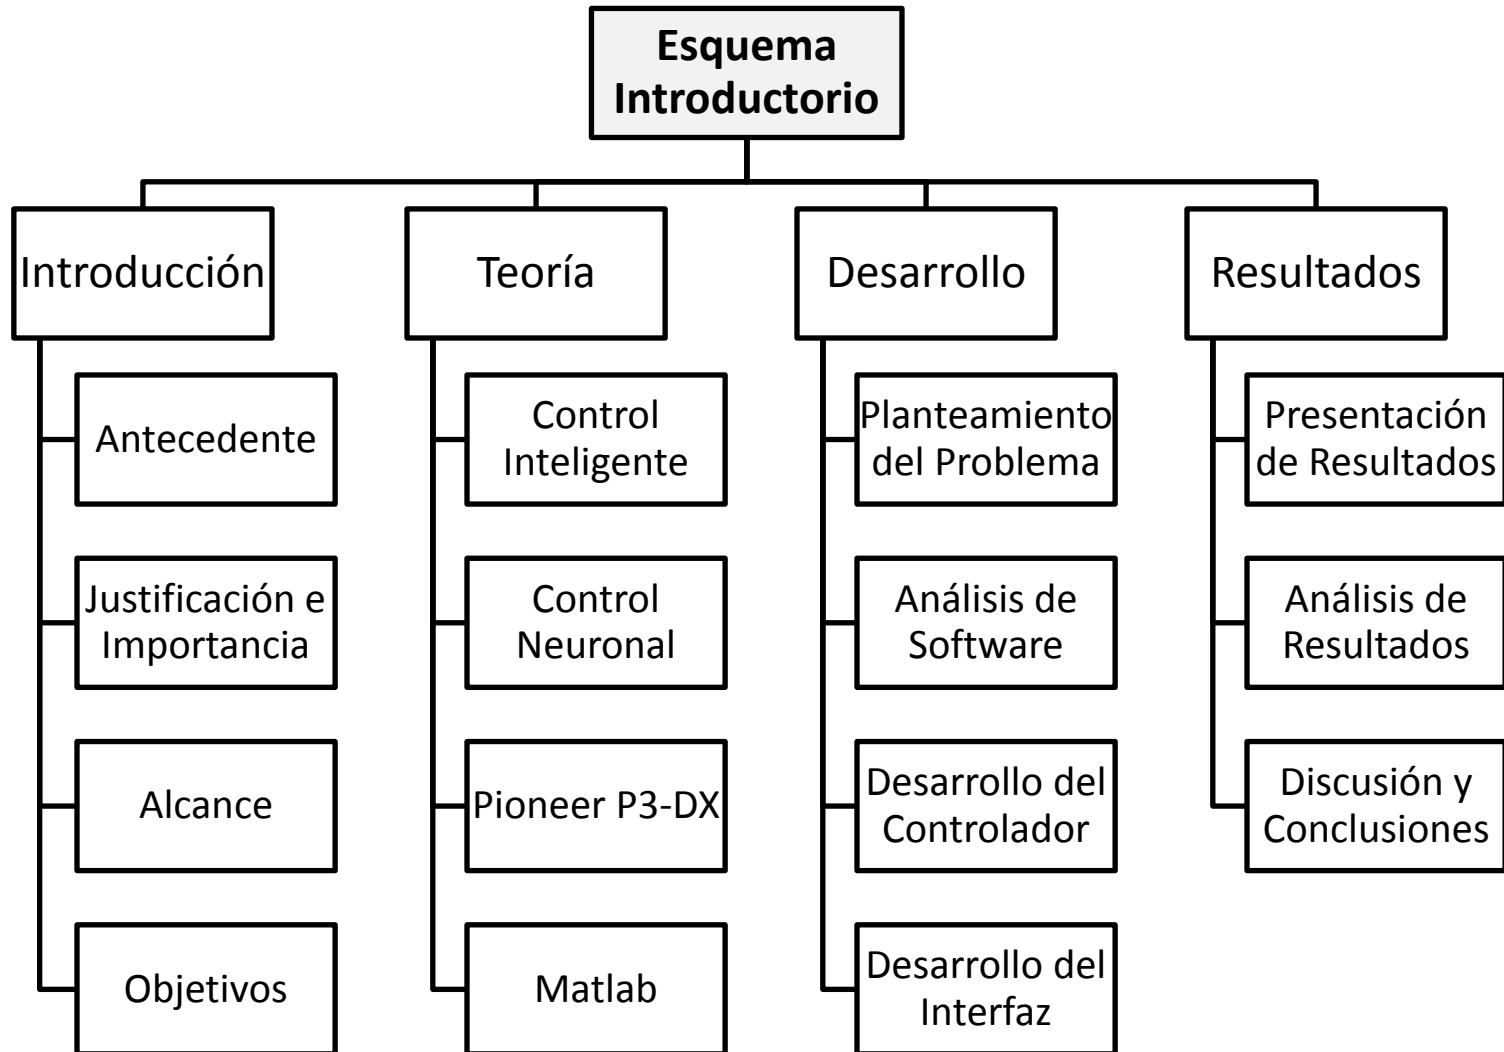 Esquema
Introductorio
Introducción
Antecedente
Justificación e
Importancia
Alcance
Objetivos
Teoría
Control
Inteligente
Control
Neuronal
Pioneer P3-DX
Matlab
Desarrollo
Planteamiento
del Problema
Análisis de
Software
Desarrollo del
Controlador
Desarrollo del
Interfaz
Resultados
Presentación
de Resultados
Análisis de
Resultados
Discusión y
Conclusiones